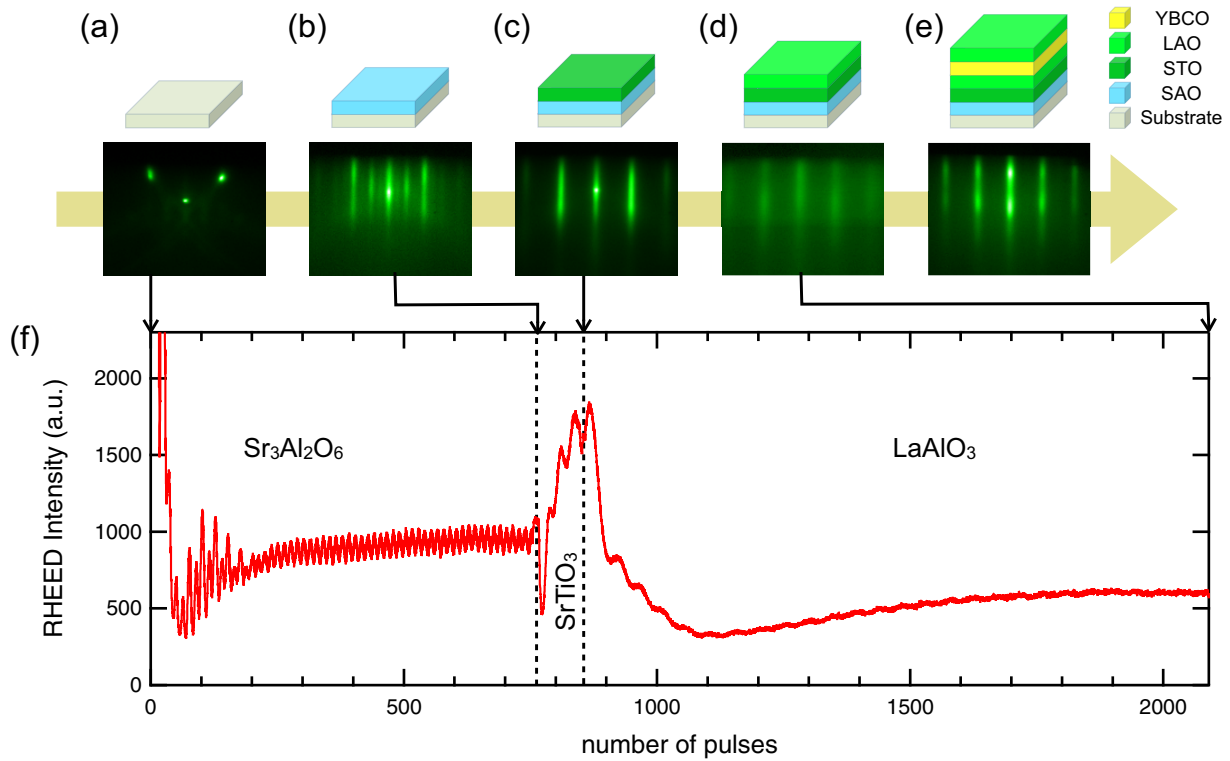 (a)
(b)
(c)
(d)
(e)
YBCO
LAO
STO
SAO
Substrate
(f)
RHEED Intensity (a.u.)
2000
1500
1000
500
0
Sr₃Al₂O₆
SrTiO₃
LaAlO₃
0
500
1000
1500
2000
number of pulses